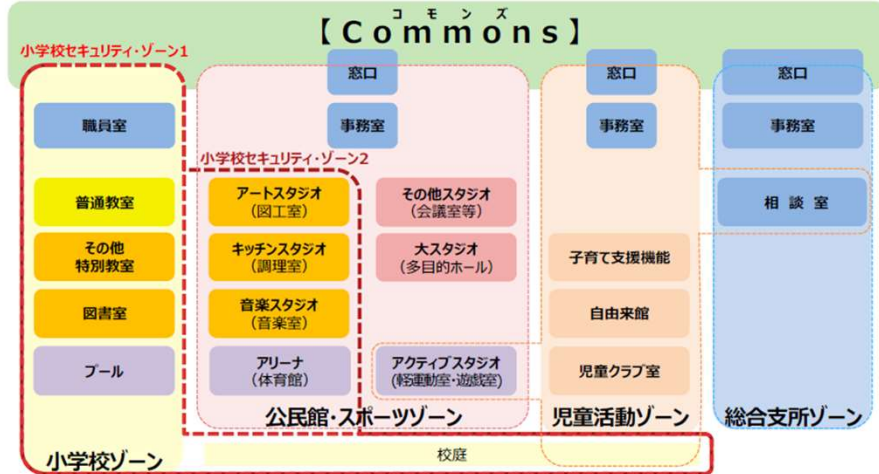 コモンズ
【Commons】
小学校セキュリティ・ゾーン1
窓口
窓口
窓口
職員室
事務室
事務室
事務室
小学校セキュリティ・ゾーン2
普通教室
アートスタジオ
(図工室)
その他スタジオ
(会議室等)
相談室
その他
特別教室
キッチンスタジオ
(調理室)
大スタジオ
(多目的ホール)
子育て支援機能
図書室
音楽スタジオ
(音楽室)
自由来館
プール
アリーナ
(体育館)
アクティブスタジオ
(軽運動室・遊戯室)
児童クラブ室
公民館・スポーツゾーン
児童活動ゾーン
総合支所ゾーン
小学校ゾーン
校庭